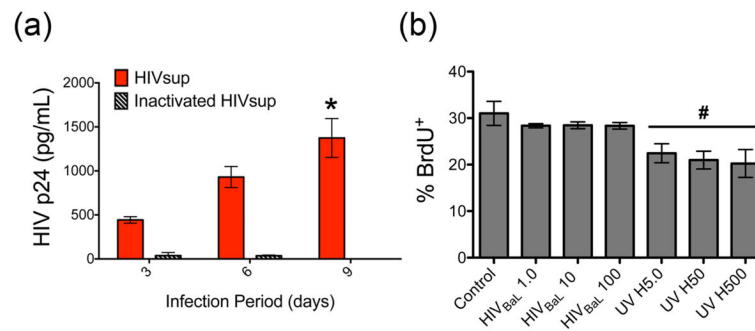 (a)
HIVsup
Inactivated HIVsup
HIV p24 (pg/mL)
2000
1500
1000
500
0
*
3
6
9
Infection Period (days)
(b)
% BrdU+
40
30
20
10
0
#
Control
HIVBaL 1.0
HIVBaL 10
HIVBaL 100
UV H5.0
UV H50
UV H500